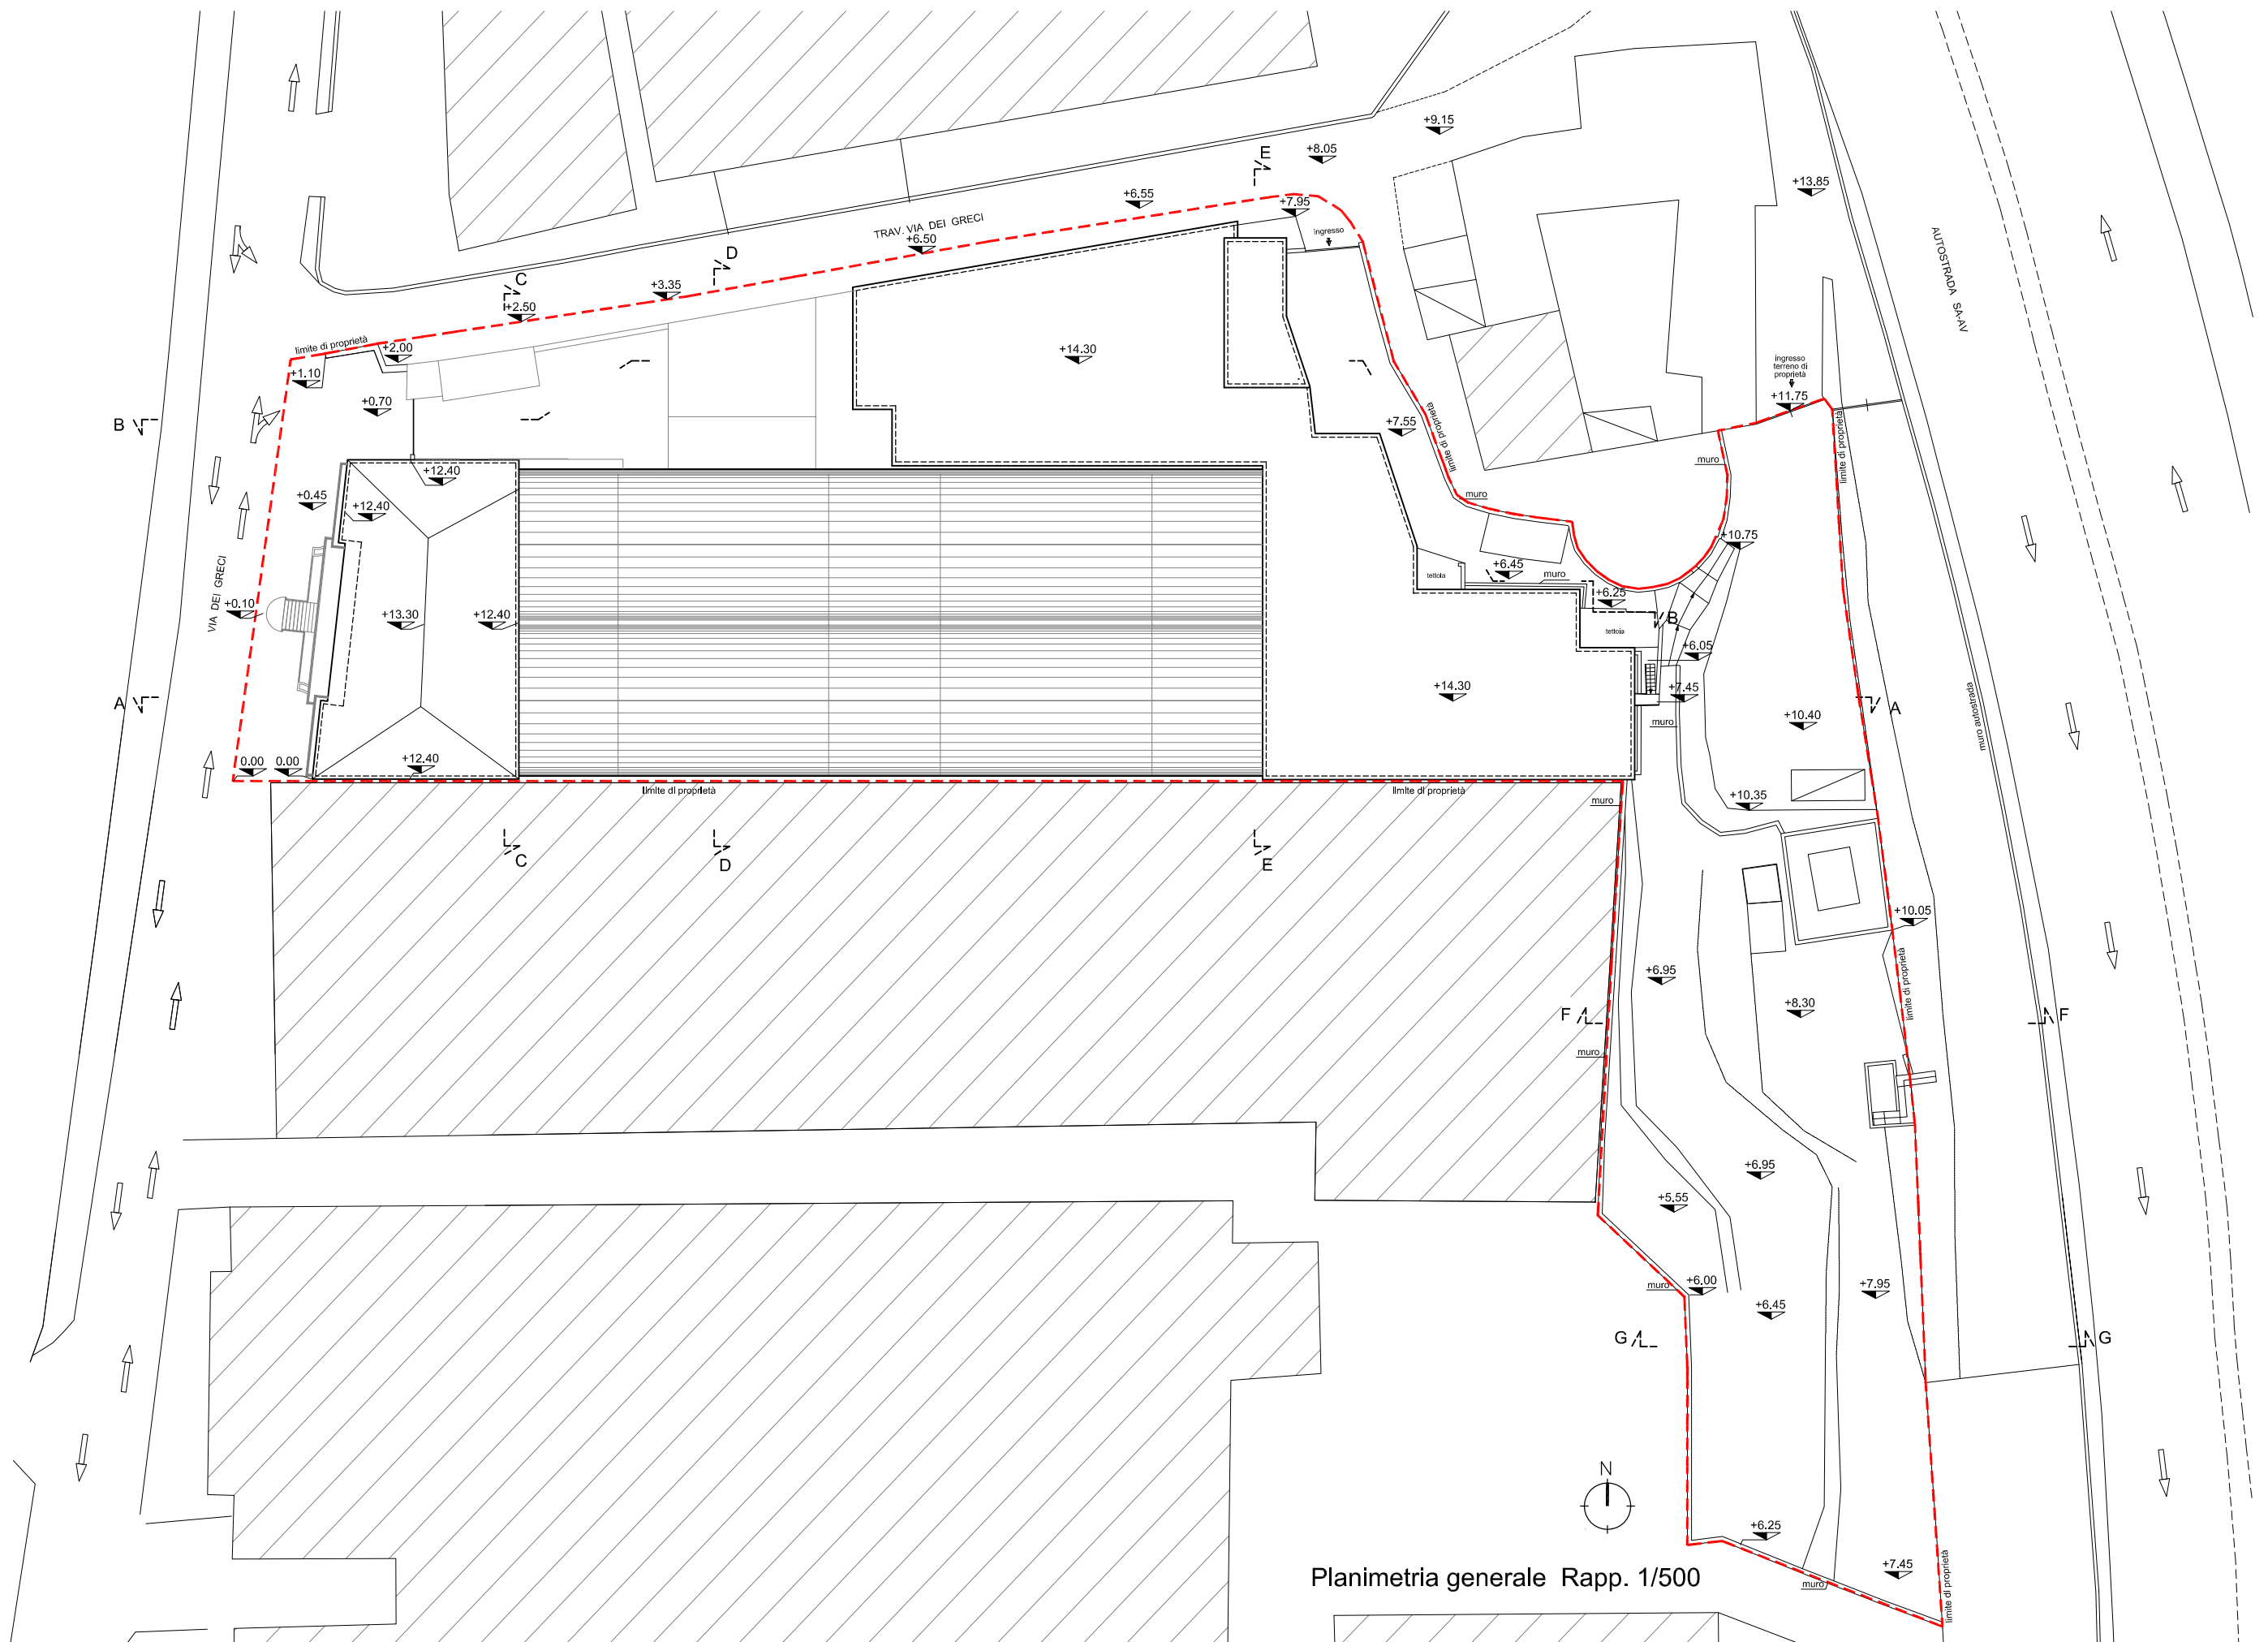 +9.15
E
+8.05
+13.85
+6.55
+7.95
TRAV. VIA DEI GRECI
ingresso
AUTOSTRADA SA-AV
+6.50
D
C
+3.35
+2.50
limite di proprietà
+2.00
+14.30
+1.10
ingresso
terreno di
proprietà
+0.70
+11.75
B
+7.55
limite di proprietà
limite di proprietà
muro
+12.40
+0.45
muro
+12.40
+10.75
VIA DEI GRECI
+6.45
muro
tettoia
+6.25
+0.10
+13.30
+12.40
B
tettoia
+6.05
A
+14.30
+7.45
muro
+10.40
A
muro autostrada
0.00
0.00
+12.40
limite di proprietà
limite di proprietà
muro
+10.35
C
D
E
+10.05
+6.95
limite di proprietà
+8.30
F
F
muro
+6.95
+5.55
muro
+6.00
+7.95
+6.45
G
G
N
+6.25
+7.45
Planimetria generale Rapp. 1/500
muro
limite di proprietà